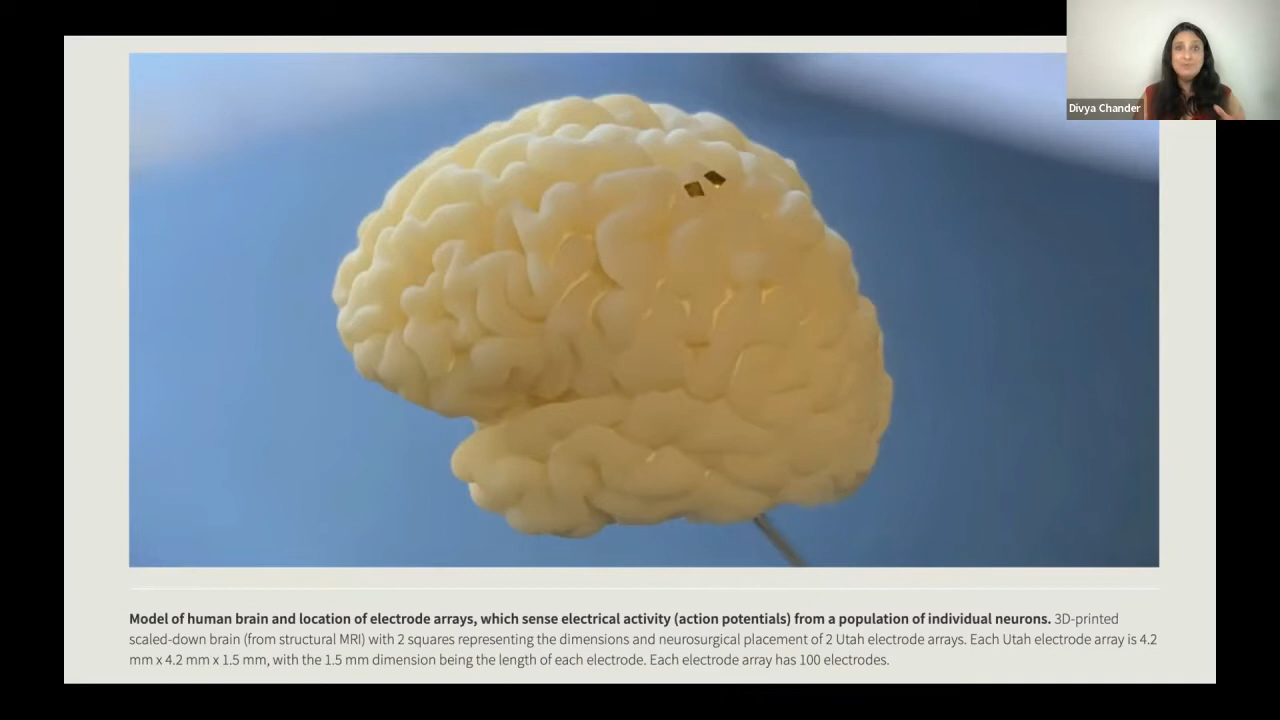 Divya Chander
Model of human brain and location of electrode arrays, which sense electrical activity (action potentials) from a population of individual neurons. 3D-printed
scaled-down brain (from structural MRI) with 2 squares representing the dimensions and neurosurgical placement of 2 Utah electrode arrays. Each Utah electrode array is 4.2
mm x 4.2 mm x 1.5 mm, with the 1.5 mm dimension being the length of each electrode. Each electrode array has 100 electrodes.